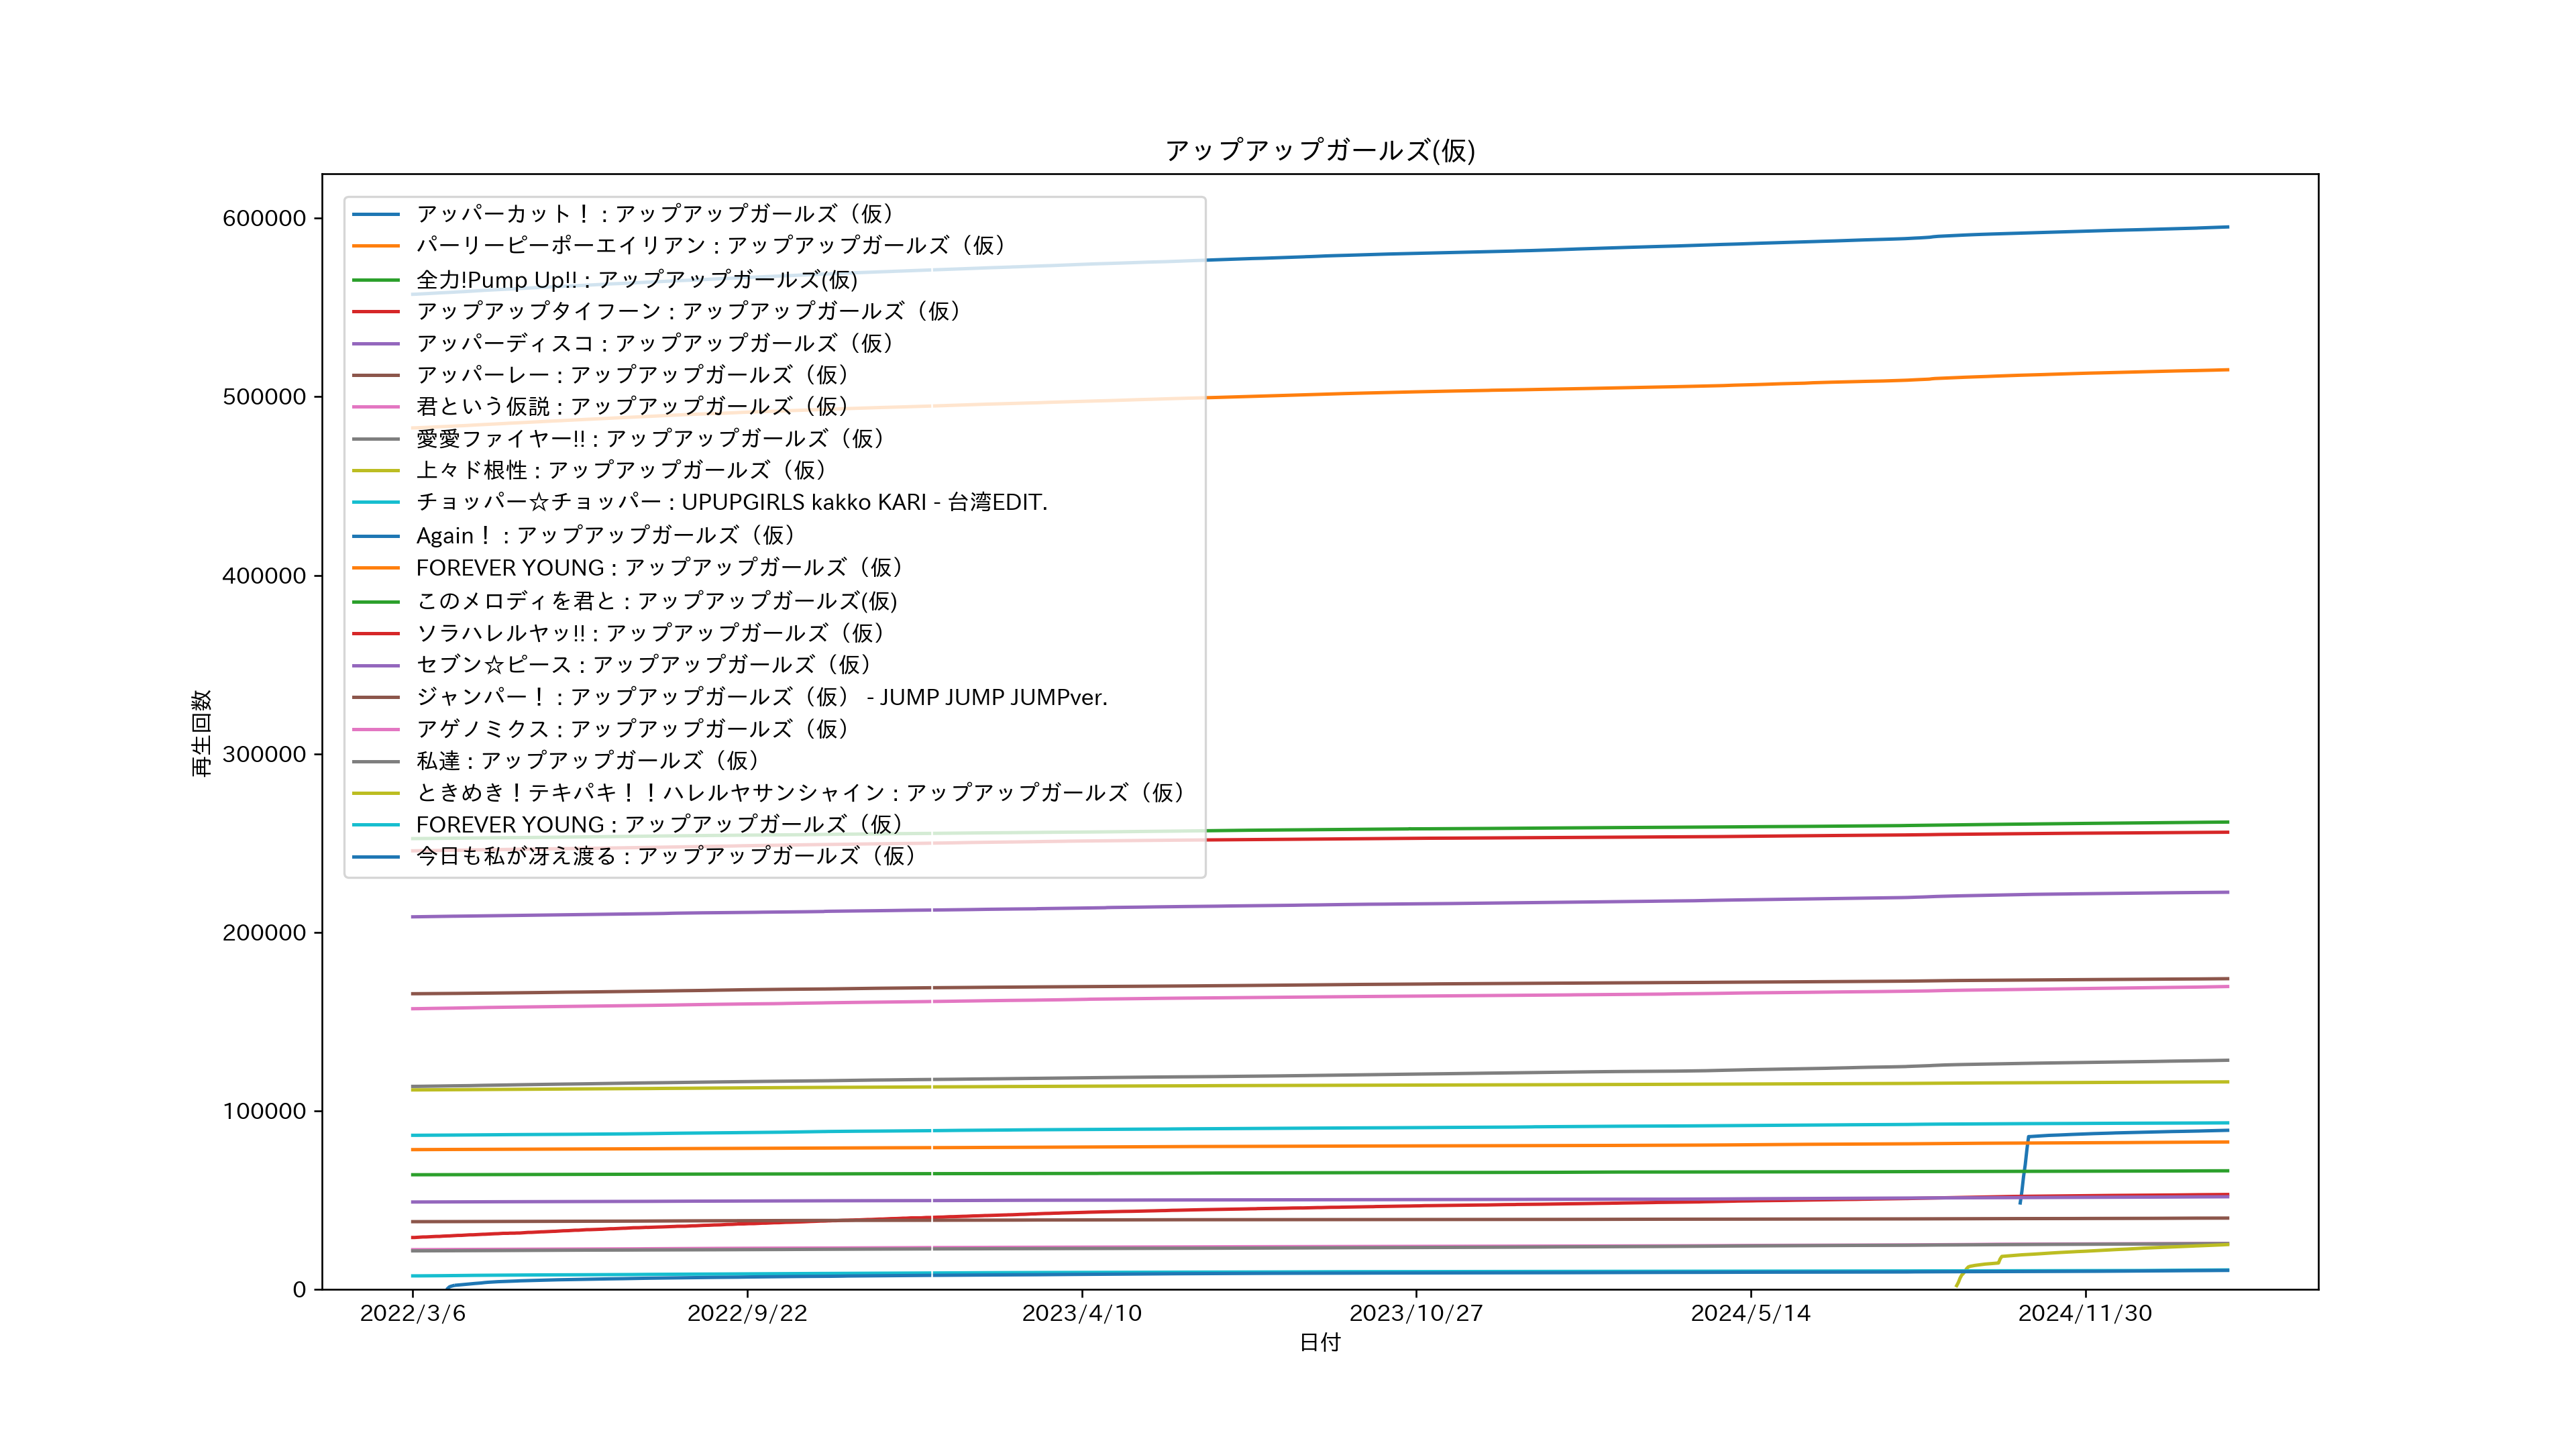 アップアップガールズ(仮)
600000
500000
400000
300000
200000
100000
0
再生回数
アッパーカット！ : アップアップガールズ（仮）
パーリーピーポーエイリアン : アップアップガールズ（仮）
全力!Pump Up!! : アップアップガールズ(仮)
アップアップタイフーン : アップアップガールズ（仮）
アッパーディスコ : アップアップガールズ（仮）
アッパーレー : アップアップガールズ（仮）
君という仮説 : アップアップガールズ（仮）
愛愛ファイヤー!! : アップアップガールズ（仮）
上々ド根性 : アップアップガールズ（仮）
チョッパー☆チョッパー : UPUPGIRLS kakko KARI - 台湾EDIT.
Again！ : アップアップガールズ（仮）
FOREVER YOUNG : アップアップガールズ（仮）
このメロディを君と : アップアップガールズ(仮)
ソラハレルヤッ!! : アップアップガールズ（仮）
セブン☆ピース : アップアップガールズ（仮）
ジャンパー！ : アップアップガールズ（仮） - JUMP JUMP JUMPver.
アゲノミクス : アップアップガールズ（仮）
私達 : アップアップガールズ（仮）
ときめき！テキパキ！！ハレルヤサンシャイン : アップアップガールズ（仮）
FOREVER YOUNG : アップアップガールズ（仮）
今日も私が冴え渡る : アップアップガールズ（仮）
2022/3/6
2022/9/22
2023/4/10
2023/10/27
2024/5/14
2024/11/30
日付